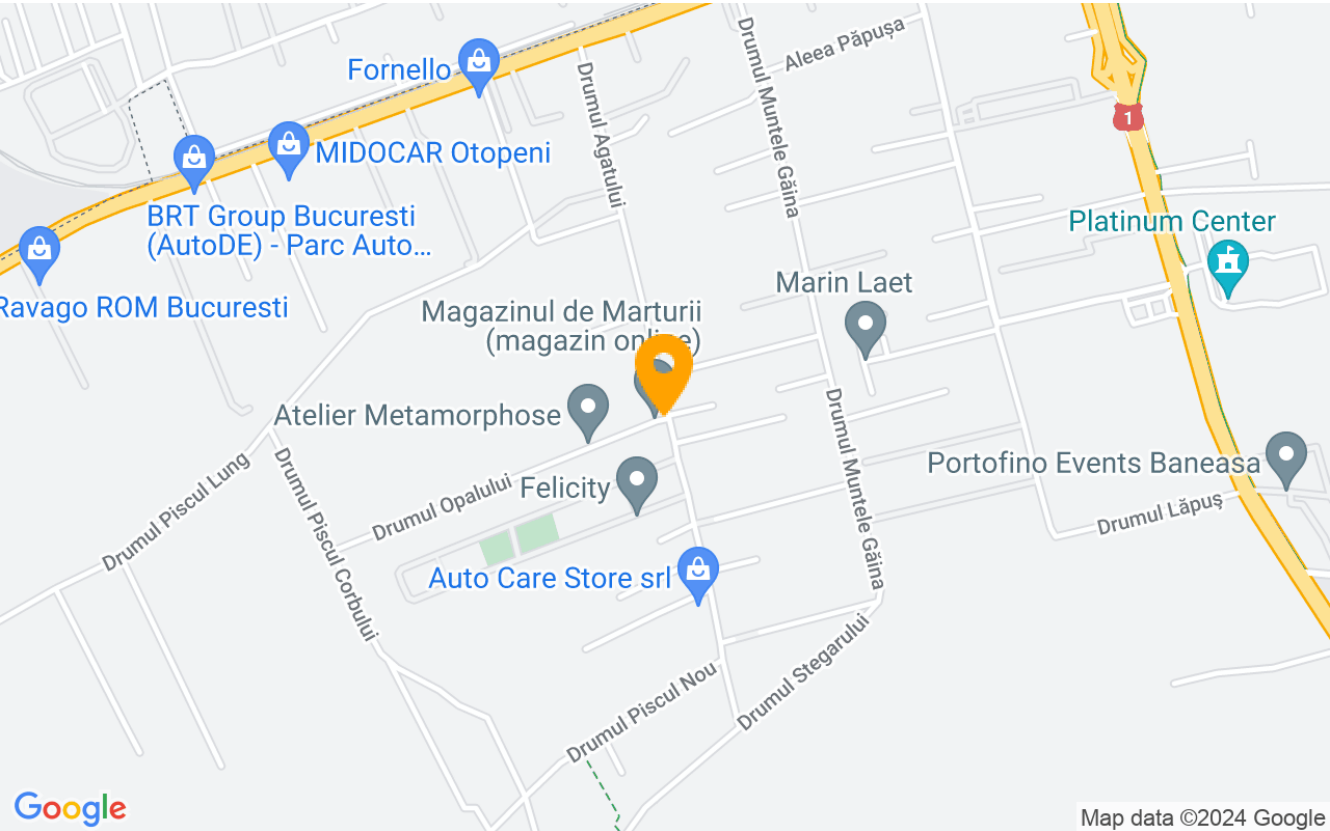 Drumul Muntele Găina
Aleea Păpușa
Fornello
Drumul Agatului
1
MIDOCAR Otopeni
BRT Group Bucuresti
(AutoDE) - Parc Auto...
Platinum Center
Ravago ROM Bucuresti
Marin Laet
Magazinul de Marturii
(magazin online)
Atelier Metamorphose
Drumul Muntele Găina
Drumul Piscul Lung
Drumul Piscul Corbului
Drumul Opalului
Felicity
Portofino Events Baneasa
Drumul Lăpuș
Auto Care Store srl
Drumul Piscul Nou
Drumul Stegarului
Google
Map data ©2024 Google